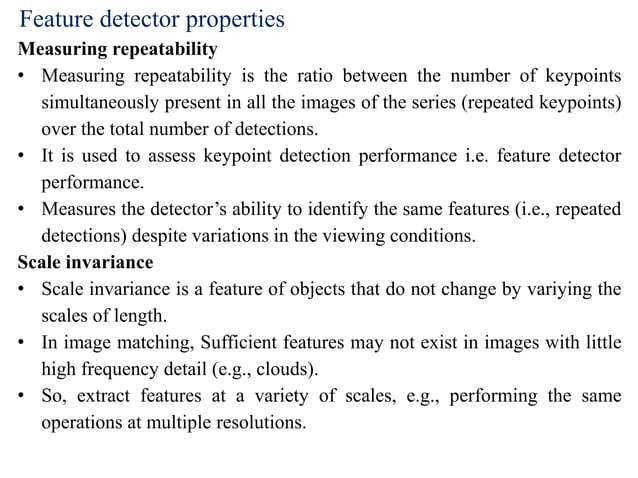 Feature detector properties
Measuring repeatability
• Measuring repeatability is the ratio between the number of keypoints
simultaneously present in all the images of the series (repeated keypoints)
over the total number of detections.
• It is used to assess keypoint detection performance i.e. feature detector
performance.
• Measures the detector’s ability to identify the same features (i.e., repeated
detections) despite variations in the viewing conditions.
Scale invariance
• Scale invariance is a feature of objects that do not change by variying the
scales of length.
• In image matching, Sufficient features may not exist in images with little
high frequency detail (e.g., clouds).
• So, extract features at a variety of scales, e.g., performing the same
operations at multiple resolutions.